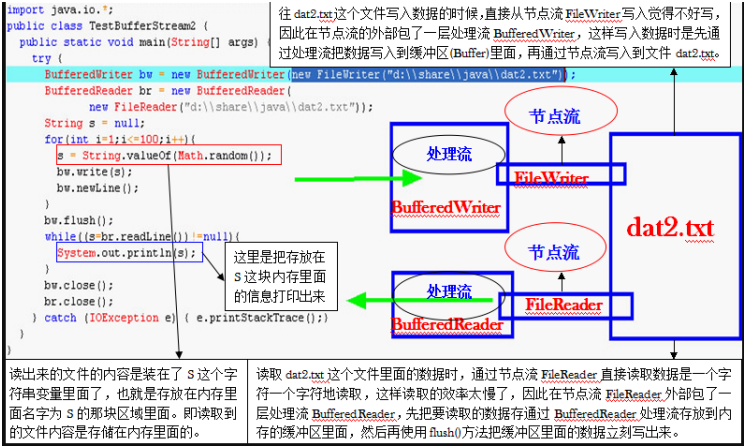 import java.io.*;
public class TestBufferStream2 {
public static void main(String[] args) {
try {
BufferedWriter bw = new BufferedWriter(new FileWriter("d:\\share\\java\\dat2.txt"));
BufferedReader br = new BufferedReader(
new FileReader("d:\\share\\java\\dat2.txt"));
String s = null;
for(int i=1;i<=100;i++){
s = String.valueOf(Math.random());
bw.write(s);
bw.newLine();
}
bw.flush();
while((s=br.readLine())!=null){
System.out.println(s);
}
bw.close();
br.close();
} catch (IOException e) { e.printStackTrace();}
}
}
往 dat2.txt 这个文件写入数据的时候,直接从节点流 FileWriter 写入觉得不好写，
因此在节点流的外部包了一层处理流 BufferedWriter，这样写入数据时是先通
过处理流把数据写入到缓冲区(Buffer)里面，再通过节点流写入到文件 dat2.txt。
节点流
处理流
FileWriter
BufferedWriter
dat2.txt
节点流
处理流
FileReader
BufferedReader
这里是把存放在
S 这块内存里面
的信息打印出来
读出来的文件的内容是装在了 S 这个字
符串变量里面了，也就是存放在内存里
面名字为 S 的那块区域里面。即读取到
的文件内容是存储在内存里面的。
读取 dat2.txt 这个文件里面的数据时，通过节点流 FileReader 直接读取数据是一个字
符一个字符地读取，这样读取的效率太慢了，因此在节点流 FileReader 外部包了一
层处理流 BufferedReader，先把要读取的数据存通过 BufferedReader 处理流存放到内
存的缓冲区里面，然后再使用 flush()方法把缓冲区里面的数据立刻写出来。